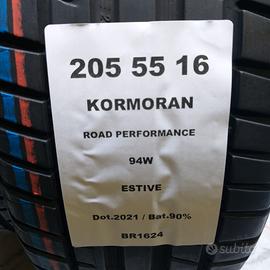 205 55 16
KORMORAN
ROAD PERFORMANCE
94W
ESTIVE
Dot.2021 / Bat.90%
BR1624
subito